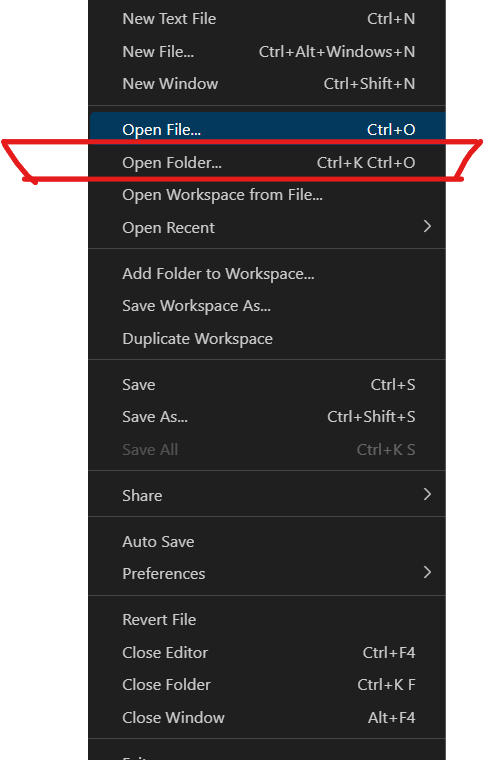 New Text File Ctrl+N
New File... Ctrl+Alt+Windows+N
New Window Ctrl+Shift+N
Open File... Ctrl+O
Open Folder... Ctrl+K Ctrl+O
Open Workspace from File...
Open Recent
Add Folder to Workspace...
Save Workspace As...
Duplicate Workspace
Save Ctrl+S
Save As... Ctrl+Shift+S
Save All Ctrl+K S
Share
Auto Save
Preferences
Revert File
Close Editor Ctrl+F4
Close Folder Ctrl+K F
Close Window Alt+F4